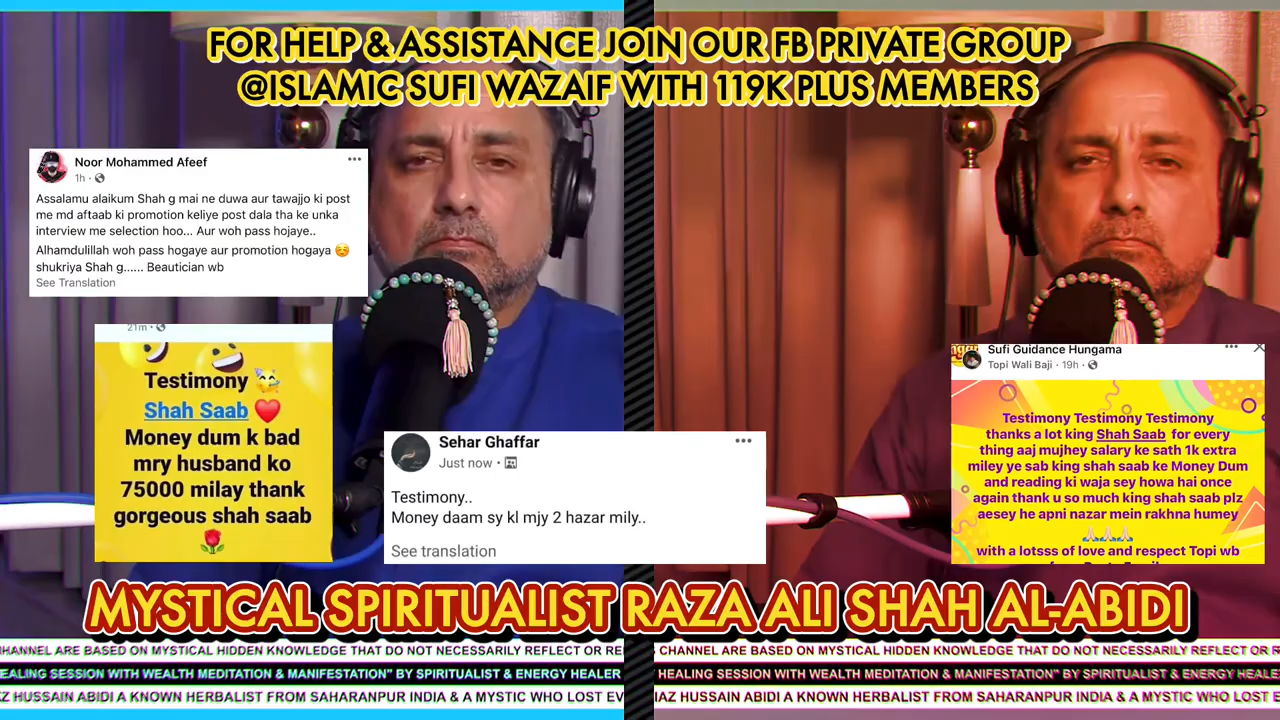 FOR HELP & ASSISTANCE JOIN OUR FB PRIVATE GROUP
@ISLAMIC SUFI WAZAIF WITH 119K PLUS MEMBERS
Noor Mohammed Afeef
1h
Assalamu alaikum Shah g mai ne duwa aur tawajjo ki post
me md aftaab ki promotion keliye post dala tha ke unka
interview me selection hoo... Aur woh pass hojaye..
Alhamdulillah woh pass hogaye aur promotion hogaya ☺️
shukriya Shah g...... Beautician wb
See Translation
21m
Testimony 🥳
Shah Saab ❤️
Money dum k bad
mry husband ko
75000 milay thank
gorgeous shah saab
🌹
Sehar Ghaffar
Just now
Testimony..
Money daam sy kl mjy 2 hazar mily..
See translation
Sufi Guidance Hungama
Topi Wali Baji · 19h
Testimony Testimony Testimony
thanks a lot king Shah Saab for every
thing aaj mujhey salary ke sath 1k extra
miley ye sab king shah saab ke Money Dum
and reading ki waja sey howa hai once
again thank u so much king shah saab plz
aesey he apni nazar mein rakhna humey
🙏🙏🙏
with a lotsss of love and respect Topi wb
MYSTICAL SPIRITUALIST RAZA ALI SHAH AL-ABIDI
CHANNEL ARE BASED ON MYSTICAL HIDDEN KNOWLEDGE THAT DO NOT NECESSARILY REFLECT OR
CHANNEL ARE BASED ON MYSTICAL HIDDEN KNOWLEDGE THAT DO NOT NECESSARILY REFLECT OR
HEALING SESSION WITH WEALTH MEDITATION & MANIFESTATION" BY SPIRITUALIST & ENERGY HEALER
HEALING SESSION WITH WEALTH MEDITATION & MANIFESTATION" BY SPIRITUALIST & ENERGY HEALE
HUSSAIN ABIDI A KNOWN HERBALIST FROM SAHARANPUR INDIA & A MYSTIC WHO LOST
HUSSAIN ABIDI A KNOWN HERBALIST FROM SAHARANPUR INDIA & A MYSTIC WHO LOST